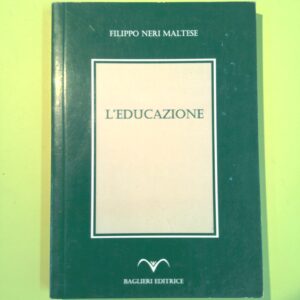 FILIPPO NERI MALTESE
L'EDUCAZIONE
BAGLIERI EDITRICE